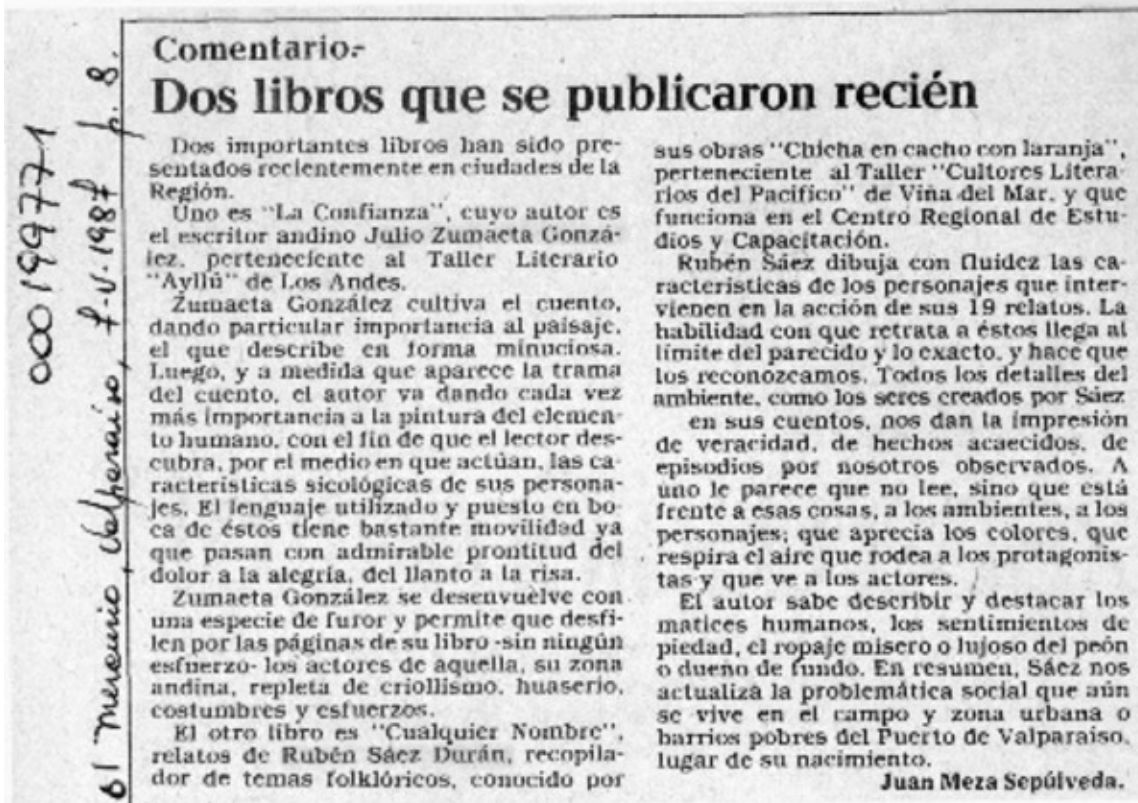 Comentario.-
Dos libros que se publicaron recién
Dos importantes libros han sido pre-
sentados recientemente en ciudades de la
Región.
Uno es "La Confianza", cuyo autor es
el escritor andino Julio Zumaeta Gonzá-
lez, perteneciente al Taller Literario
"Ayllú" de Los Andes.
Zumaeta González cultiva el cuento,
dando particular importancia al paisaje,
el que describe en forma minuciosa.
Luego, y a medida que aparece la trama
del cuento, el autor va dando cada vez
más importancia a la pintura del elemen-
to humano, con el fin de que el lector des-
cubra, por el medio en que actúan, las ca-
racterísticas sicológicas de sus persona-
jes. El lenguaje utilizado y puesto en bo-
ca de éstos tiene bastante movilidad ya
que pasan con admirable prontitud del
dolor a la alegría, del llanto a la risa.
Zumaeta González se desenvuelve con
una especie de furor y permite que desfi-
len por las páginas de su libro -sin ningún
esfuerzo- los actores de aquella, su zona
andina, repleta de criollismo, huaserío,
costumbres y esfuerzos.
El otro libro es "Cualquier Nombre",
relatos de Rubén Sáez Durán, recopila-
dor de temas folklóricos, conocido por
sus obras "Chicha en cacho con laranja",
perteneciente al Taller "Cultores Litera-
rios del Pacífico" de Viña del Mar, y que
funciona en el Centro Regional de Estu-
dios y Capacitación.
Rubén Sáez dibuja con fluidez las ca-
racterísticas de los personajes que inter-
vienen en la acción de sus 19 relatos. La
habilidad con que retrata a éstos llega al
límite del parecido y lo exacto, y hace que
los reconozcamos. Todos los detalles del
ambiente, como los seres creados por Sáez
en sus cuentos, nos dan la impresión
de veracidad, de hechos acaecidos, de
episodios por nosotros observados. A
uno le parece que no lee, sino que está
frente a esas cosas, a los ambientes, a los
personajes; que aprecia los colores, que
respira el aire que rodea a los protagonis-
tas y que ve a los actores.
El autor sabe describir y destacar los
matices humanos, los sentimientos de
piedad, el ropaje mísero o lujoso del peón
o dueño de fundo. En resumen, Sáez nos
actualiza la problemática social que aún
se vive en el campo y zona urbana o
barrios pobres del Puerto de Valparaíso,
lugar de su nacimiento.
Juan Meza Sepúlveda.
000199771
El Mercurio, Valparaíso, 1987 p. 8.